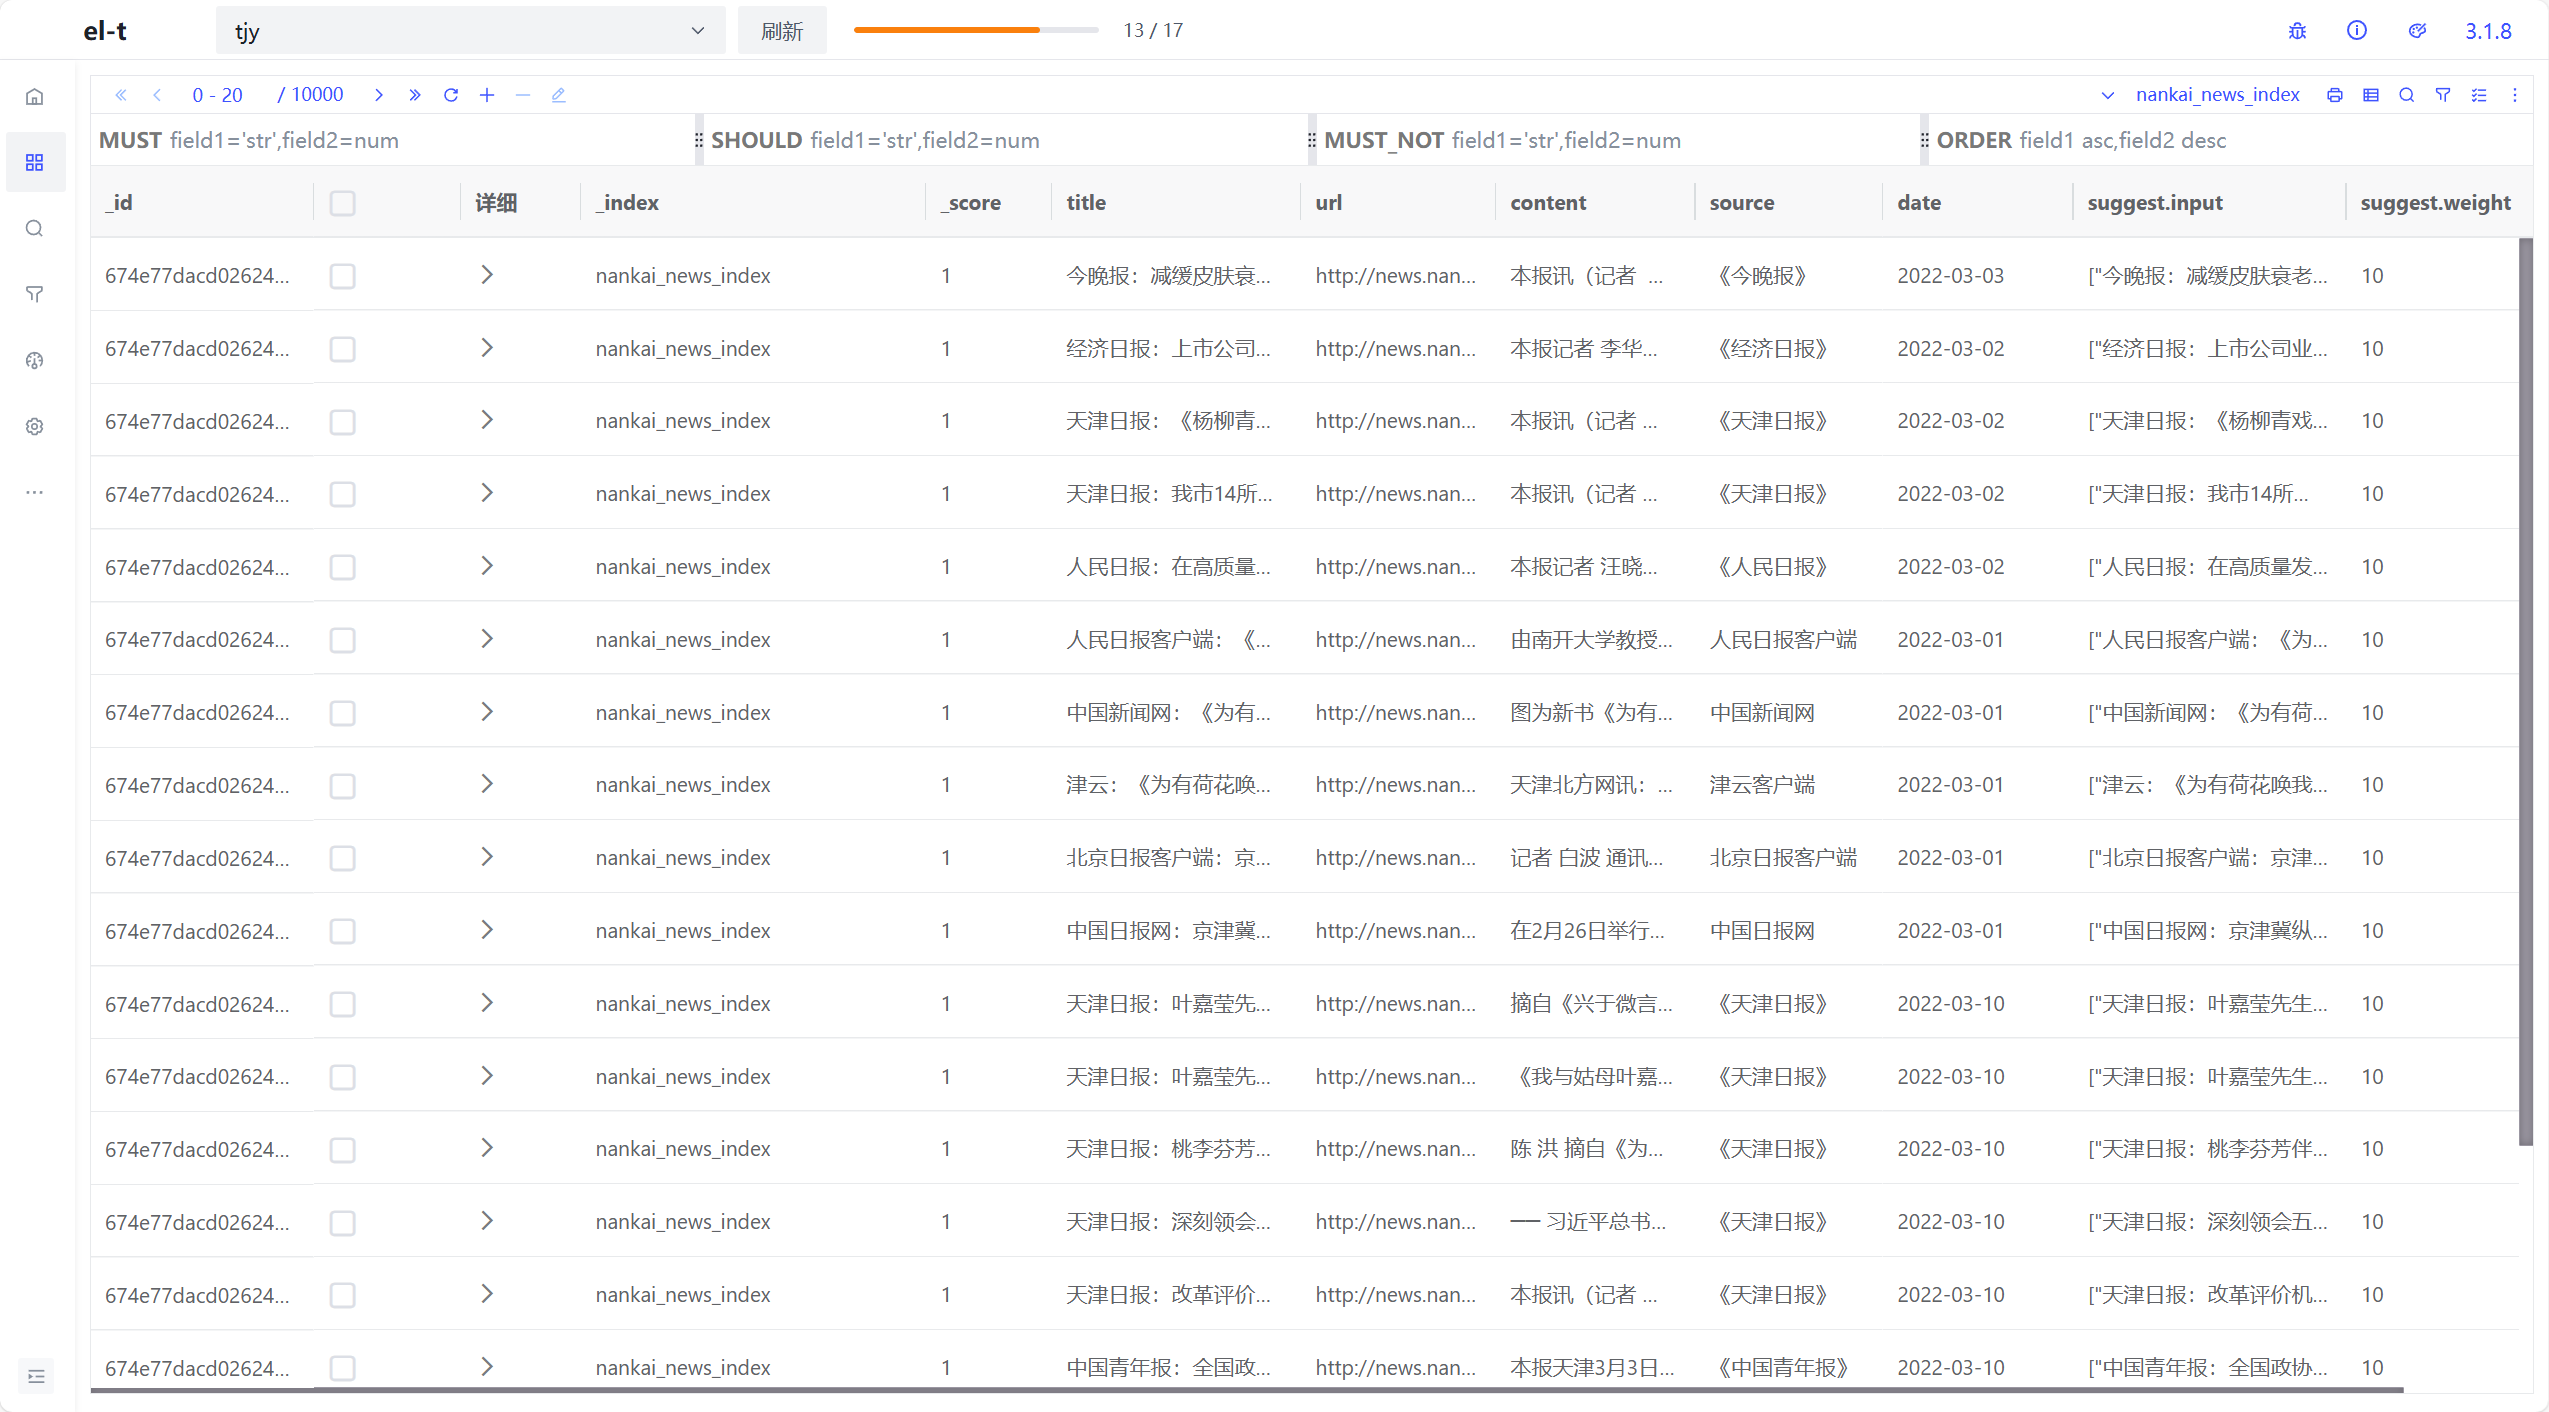 el-t tjy 刷新 13 / 17 3.1.8
0 - 20 / 10000 nankai_news_index
MUST field1='str',field2=num SHOULD field1='str',field2=num MUST_NOT field1='str',field2=num ORDER field1 asc,field2 desc
_id 详细 _index _score title url content source date suggest.input suggest.weight
674e77dacd02624... nankai_news_index 1 今晚报：减缓皮肤衰... http://news.nan... 本报讯（记者 ... 《今晚报》 2022-03-03 ["今晚报：减缓皮肤衰老... 10
674e77dacd02624... nankai_news_index 1 经济日报：上市公司... http://news.nan... 本报记者 李华... 《经济日报》 2022-03-02 ["经济日报：上市公司业... 10
674e77dacd02624... nankai_news_index 1 天津日报：《杨柳青... http://news.nan... 本报讯（记者 ... 《天津日报》 2022-03-02 ["天津日报：《杨柳青戏... 10
674e77dacd02624... nankai_news_index 1 天津日报：我市14所... http://news.nan... 本报讯（记者 ... 《天津日报》 2022-03-02 ["天津日报：我市14所... 10
674e77dacd02624... nankai_news_index 1 人民日报：在高质量... http://news.nan... 本报记者 汪晓... 《人民日报》 2022-03-02 ["人民日报：在高质量发... 10
674e77dacd02624... nankai_news_index 1 人民日报客户端：《... http://news.nan... 由南开大学教授... 人民日报客户端 2022-03-01 ["人民日报客户端：《为... 10
674e77dacd02624... nankai_news_index 1 中国新闻网：《为有... http://news.nan... 图为新书《为有... 中国新闻网 2022-03-01 ["中国新闻网：《为有荷... 10
674e77dacd02624... nankai_news_index 1 津云：《为有荷花唤... http://news.nan... 天津北方网讯：... 津云客户端 2022-03-01 ["津云：《为有荷花唤我... 10
674e77dacd02624... nankai_news_index 1 北京日报客户端：京... http://news.nan... 记者 白波 通讯... 北京日报客户端 2022-03-01 ["北京日报客户端：京津... 10
674e77dacd02624... nankai_news_index 1 中国日报网：京津冀... http://news.nan... 在2月26日举行... 中国日报网 2022-03-01 ["中国日报网：京津冀纵... 10
674e77dacd02624... nankai_news_index 1 天津日报：叶嘉莹先... http://news.nan... 摘自《兴于微言... 《天津日报》 2022-03-10 ["天津日报：叶嘉莹先生... 10
674e77dacd02624... nankai_news_index 1 天津日报：叶嘉莹先... http://news.nan... 《我与姑母叶嘉... 《天津日报》 2022-03-10 ["天津日报：叶嘉莹先生... 10
674e77dacd02624... nankai_news_index 1 天津日报：桃李芬芳... http://news.nan... 陈 洪 摘自《为... 《天津日报》 2022-03-10 ["天津日报：桃李芬芳伴... 10
674e77dacd02624... nankai_news_index 1 天津日报：深刻领会... http://news.nan... ── 习近平总书... 《天津日报》 2022-03-10 ["天津日报：深刻领会五... 10
674e77dacd02624... nankai_news_index 1 天津日报：改革评价... http://news.nan... 本报讯（记者 ... 《天津日报》 2022-03-10 ["天津日报：改革评价机... 10
674e77dacd02624... nankai_news_index 1 中国青年报：全国政... http://news.nan... 本报天津3月3日... 《中国青年报》 2022-03-10 ["中国青年报：全国政协... 10